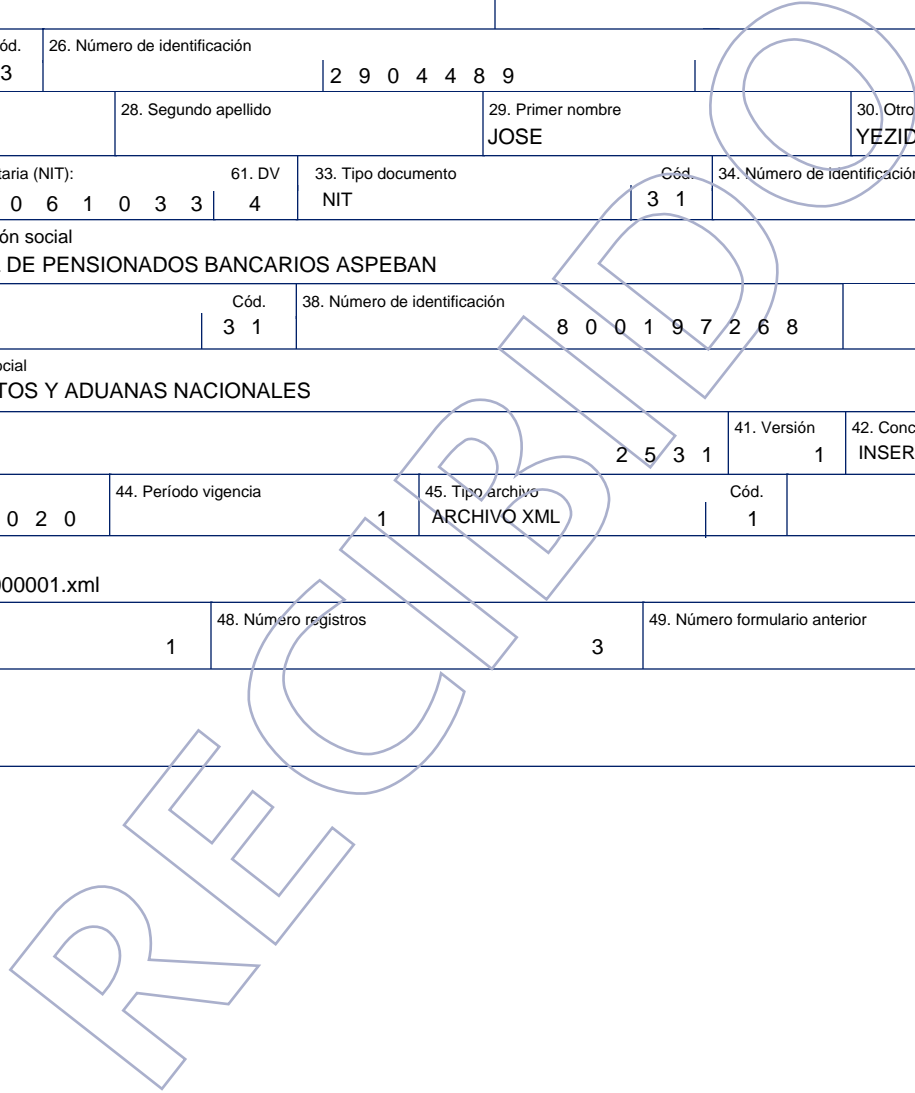 ód. 26. Número de identificación
3 2 9 0 4 4 8 9
28. Segundo apellido 29. Primer nombre 30. Otro
JOSE YEZID
taria (NIT): 61. DV 33. Tipo documento Cód. 34. Número de identificación
0 6 1 0 3 3 4 NIT 3 1
ón social
DE PENSIONADOS BANCARIOS ASPEBAN
Cód. 38. Número de identificación
3 1 8 0 0 1 9 7 2 6 8
ocial
TOS Y ADUANAS NACIONALES
41. Versión 42. Conc
2 5 3 1 1 INSER
44. Período vigencia 45. Tipo archivo Cód.
0 2 0 1 ARCHIVO XML 1
000001.xml
48. Número registros 49. Número formulario anterior
1 3
RECIBIDO